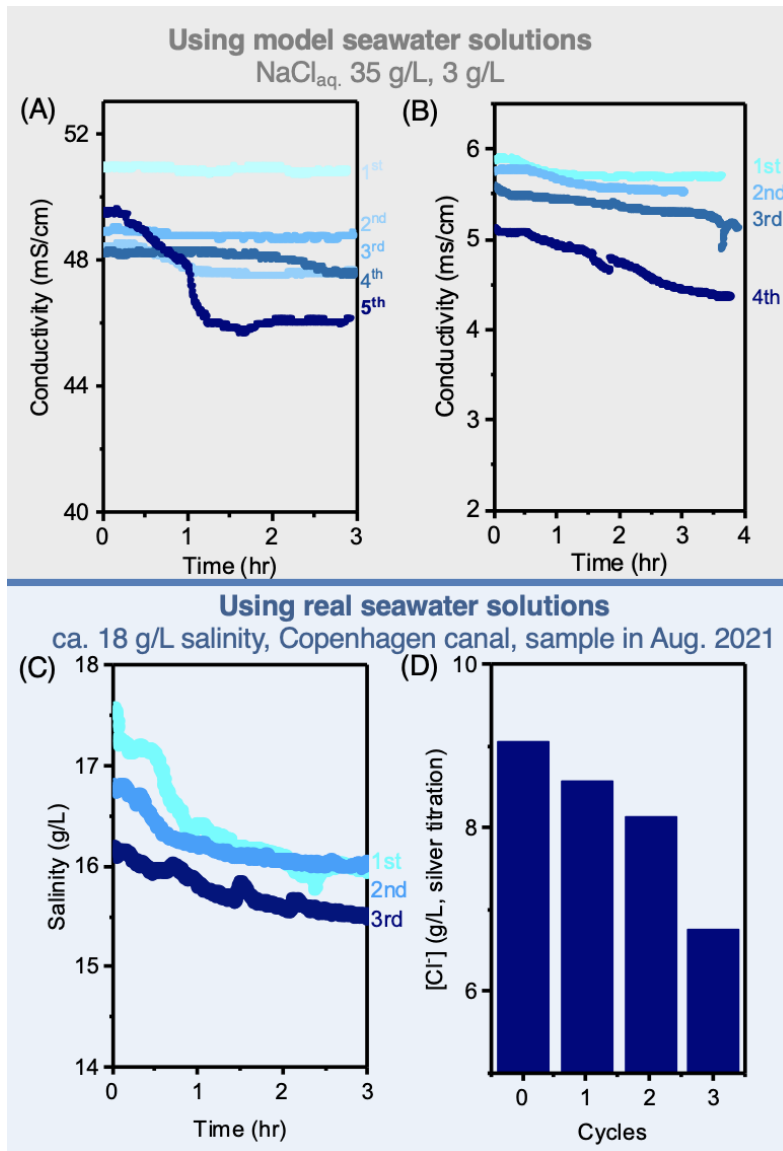 Using model seawater solutions
NaClaq. 35 g/L, 3 g/L
(A)
52
48
44
40
Conductivity (mS/cm)
1st
2nd
3rd
4th
5th
0 1 2 3
Time (hr)
(B)
6
5
4
3
2
Conductivity (ms/cm)
1st
2nd
3rd
4th
0 1 2 3 4
Time (hr)
Using real seawater solutions
ca. 18 g/L salinity, Copenhagen canal, sample in Aug. 2021
(C)
18
17
16
15
14
Salinity (g/L)
1st
2nd
3rd
0 1 2 3
Time (hr)
(D)
10
8
6
[Cl-] (g/L, silver titration)
0 1 2 3
Cycles